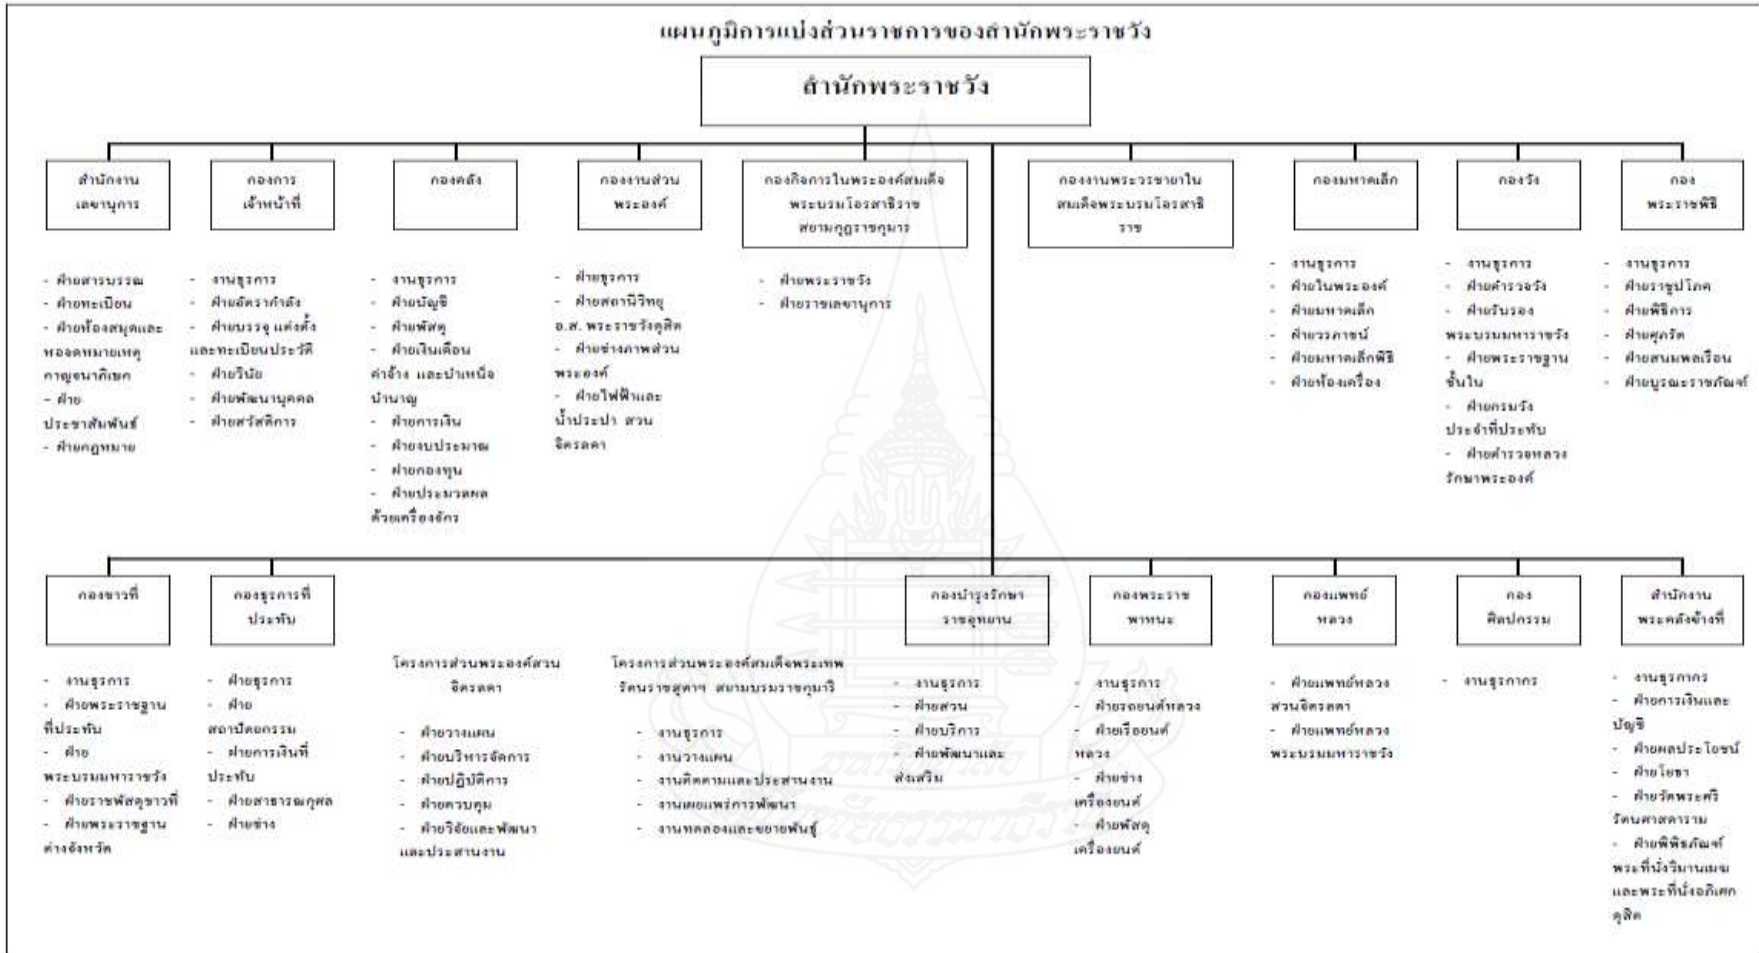 แผนภูมิการแบ่งส่วนราชการของสำนักพระราชวัง
สำนักพระราชวัง
สำนักงาน
เลขานุการ
- ฝ่ายสารบรรณ
- ฝ่ายทะเบียน
- ฝ่ายห้องสมุดและ
หอจดหมายเหตุ
กาญจนาภิเษก
- ฝ่าย
ประชาสัมพันธ์
- ฝ่ายกฎหมาย
กองการ
เจ้าหน้าที่
- งานธุรการ
- ฝ่ายอัตรากำลัง
- ฝ่ายบรรจุ แต่งตั้ง
และทะเบียนประวัติ
- ฝ่ายวินัย
- ฝ่ายพัฒนาบุคคล
- ฝ่ายสวัสดิการ
กองคลัง
- งานธุรการ
- ฝ่ายบัญชี
- ฝ่ายพัสดุ
- ฝ่ายเงินเดือน
ค่าจ้าง และบำเหน็จ
บำนาญ
- ฝ่ายการเงิน
- ฝ่ายงบประมาณ
- ฝ่ายกองทุน
- ฝ่ายประมวลผล
ด้วยเครื่องจักร
กองงานส่วน
พระองค์
- ฝ่ายธุรการ
- ฝ่ายสถานีวิทยุ
อ.ส. พระราชวังดุสิต
- ฝ่ายช่างภาพส่วน
พระองค์
- ฝ่ายไฟฟ้าและ
น้ำประปา สวน
จิตรลดา
กองกิจการในพระองค์สมเด็จ
พระบรมโอรสาธิราช
สยามกุฎราชกุมาร
- ฝ่ายพระราชวัง
- ฝ่ายราชเลขานุการ
กองงานพระวรชายาใน
สมเด็จพระบรมโอรสาธิ
ราช
กองมหาดเล็ก
- งานธุรการ
- ฝ่ายในพระองค์
- ฝ่ายมหาดเล็ก
- ฝ่ายวรภาชน์
- ฝ่ายมหาดเล็กพิธี
- ฝ่ายห้องเครื่อง
กองวัง
- งานธุรการ
- ฝ่ายตำรวจวัง
- ฝ่ายรับรอง
พระบรมมหาราชวัง
- ฝ่ายพระราชฐาน
ชั้นใน
- ฝ่ายกรมวัง
ประจำที่ประทับ
- ฝ่ายตำรวจหลวง
รักษาพระองค์
กอง
พระราชพิธี
- งานธุรการ
- ฝ่ายราชูปโภค
- ฝ่ายพิธีการ
- ฝ่ายศุภรัต
- ฝ่ายสนมพลเรือน
- ฝ่ายบูรณะราชภัณฑ์
กองชาวที่
- งานธุรการ
- ฝ่ายพระราชฐาน
ที่ประทับ
- ฝ่าย
พระบรมมหาราชวัง
- ฝ่ายราชพัสดุชาวที่
- ฝ่ายพระราชฐาน
ต่างจังหวัด
กองธุรการที่
ประทับ
- ฝ่ายธุรการ
- ฝ่าย
สถาปัตยกรรม
- ฝ่ายการเงินที่
ประทับ
- ฝ่ายสาธารณกุศล
- ฝ่ายช่าง
โครงการส่วนพระองค์สวน
จิตรลดา
- ฝ่ายวางแผน
- ฝ่ายบริหารจัดการ
- ฝ่ายปฏิบัติการ
- ฝ่ายควบคุม
- ฝ่ายวิจัยและพัฒนา
และประสานงาน
โครงการส่วนพระองค์สมเด็จพระเทพ
รัตนราชสุดาฯ สยามบรมราชกุมารี
- งานธุรการ
- งานวางแผน
- งานติดตามและประสานงาน
- งานเผยแพร่การพัฒนา
- งานทดลองและขยายพันธุ์
กองบำรุงรักษา
ราชอุทยาน
- งานธุรการ
- ฝ่ายสวน
- ฝ่ายบริการ
- ฝ่ายพัฒนาและ
ส่งเสริม
กองพระราช
พาหนะ
- งานธุรการ
- ฝ่ายรถยนต์หลวง
- ฝ่ายเรือยนต์
หลวง
- ฝ่ายช่าง
เครื่องยนต์
- ฝ่ายพัสดุ
เครื่องยนต์
กองแพทย์
หลวง
- ฝ่ายแพทย์หลวง
สวนจิตรลดา
- ฝ่ายแพทย์หลวง
พระบรมมหาราชวัง
กอง
ศิลปกรรม
- งานธุรกากร
สำนักงาน
พระคลังข้างที่
- งานธุรกากร
- ฝ่ายการเงินและ
บัญชี
- ฝ่ายผลประโยชน์
- ฝ่ายโยธา
- ฝ่ายวัดพระศรี
รัตนศาสดาราม
- ฝ่ายพิพิธภัณฑ์
พระที่นั่งวิมานเมฆ
และพระที่นั่งอภิเศก
ดุสิต